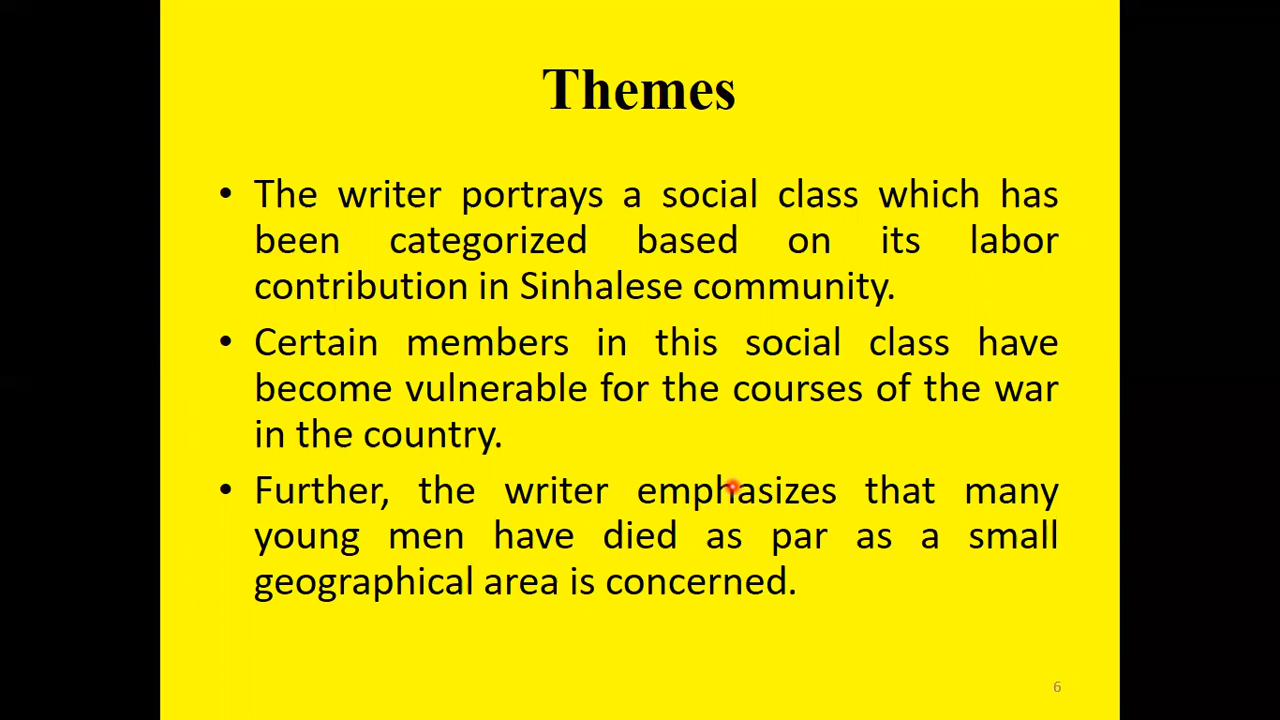 Themes
• The writer portrays a social class which has
been categorized based on its labor
contribution in Sinhalese community.
• Certain members in this social class have
become vulnerable for the courses of the war
in the country.
• Further, the writer emphasizes that many
young men have died as par as a small
geographical area is concerned.
6